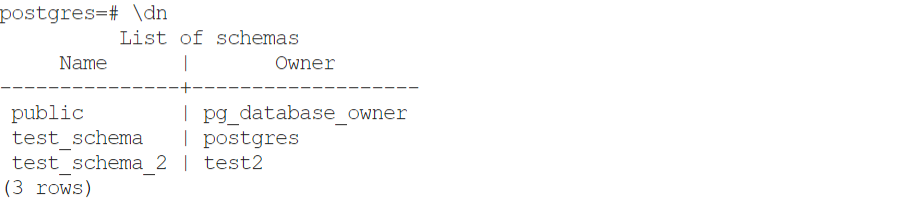 postgres=# \dn
          List of schemas
     Name      |       Owner
---------------+-------------------
 public        | pg_database_owner
 test_schema   | postgres
 test_schema_2 | test2
(3 rows)